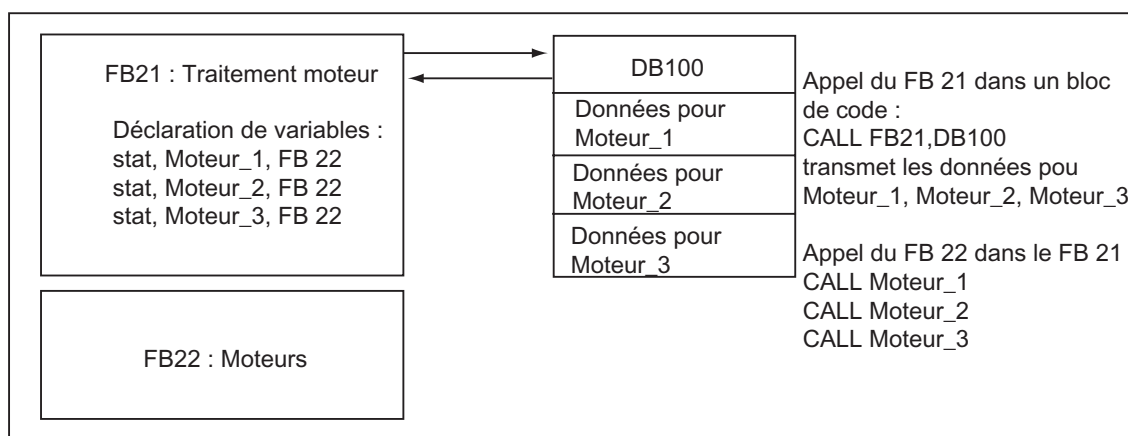 FB21 : Traitement moteur
Déclaration de variables :
stat, Moteur_1, FB 22
stat, Moteur_2, FB 22
stat, Moteur_3, FB 22
FB22 : Moteurs
DB100
Données pour
Moteur_1
Données pour
Moteur_2
Données pour
Moteur_3
Appel du FB 21 dans un bloc
de code :
CALL FB21,DB100
transmet les données pou
Moteur_1, Moteur_2, Moteur_3
Appel du FB 22 dans le FB 21
CALL Moteur_1
CALL Moteur_2
CALL Moteur_3